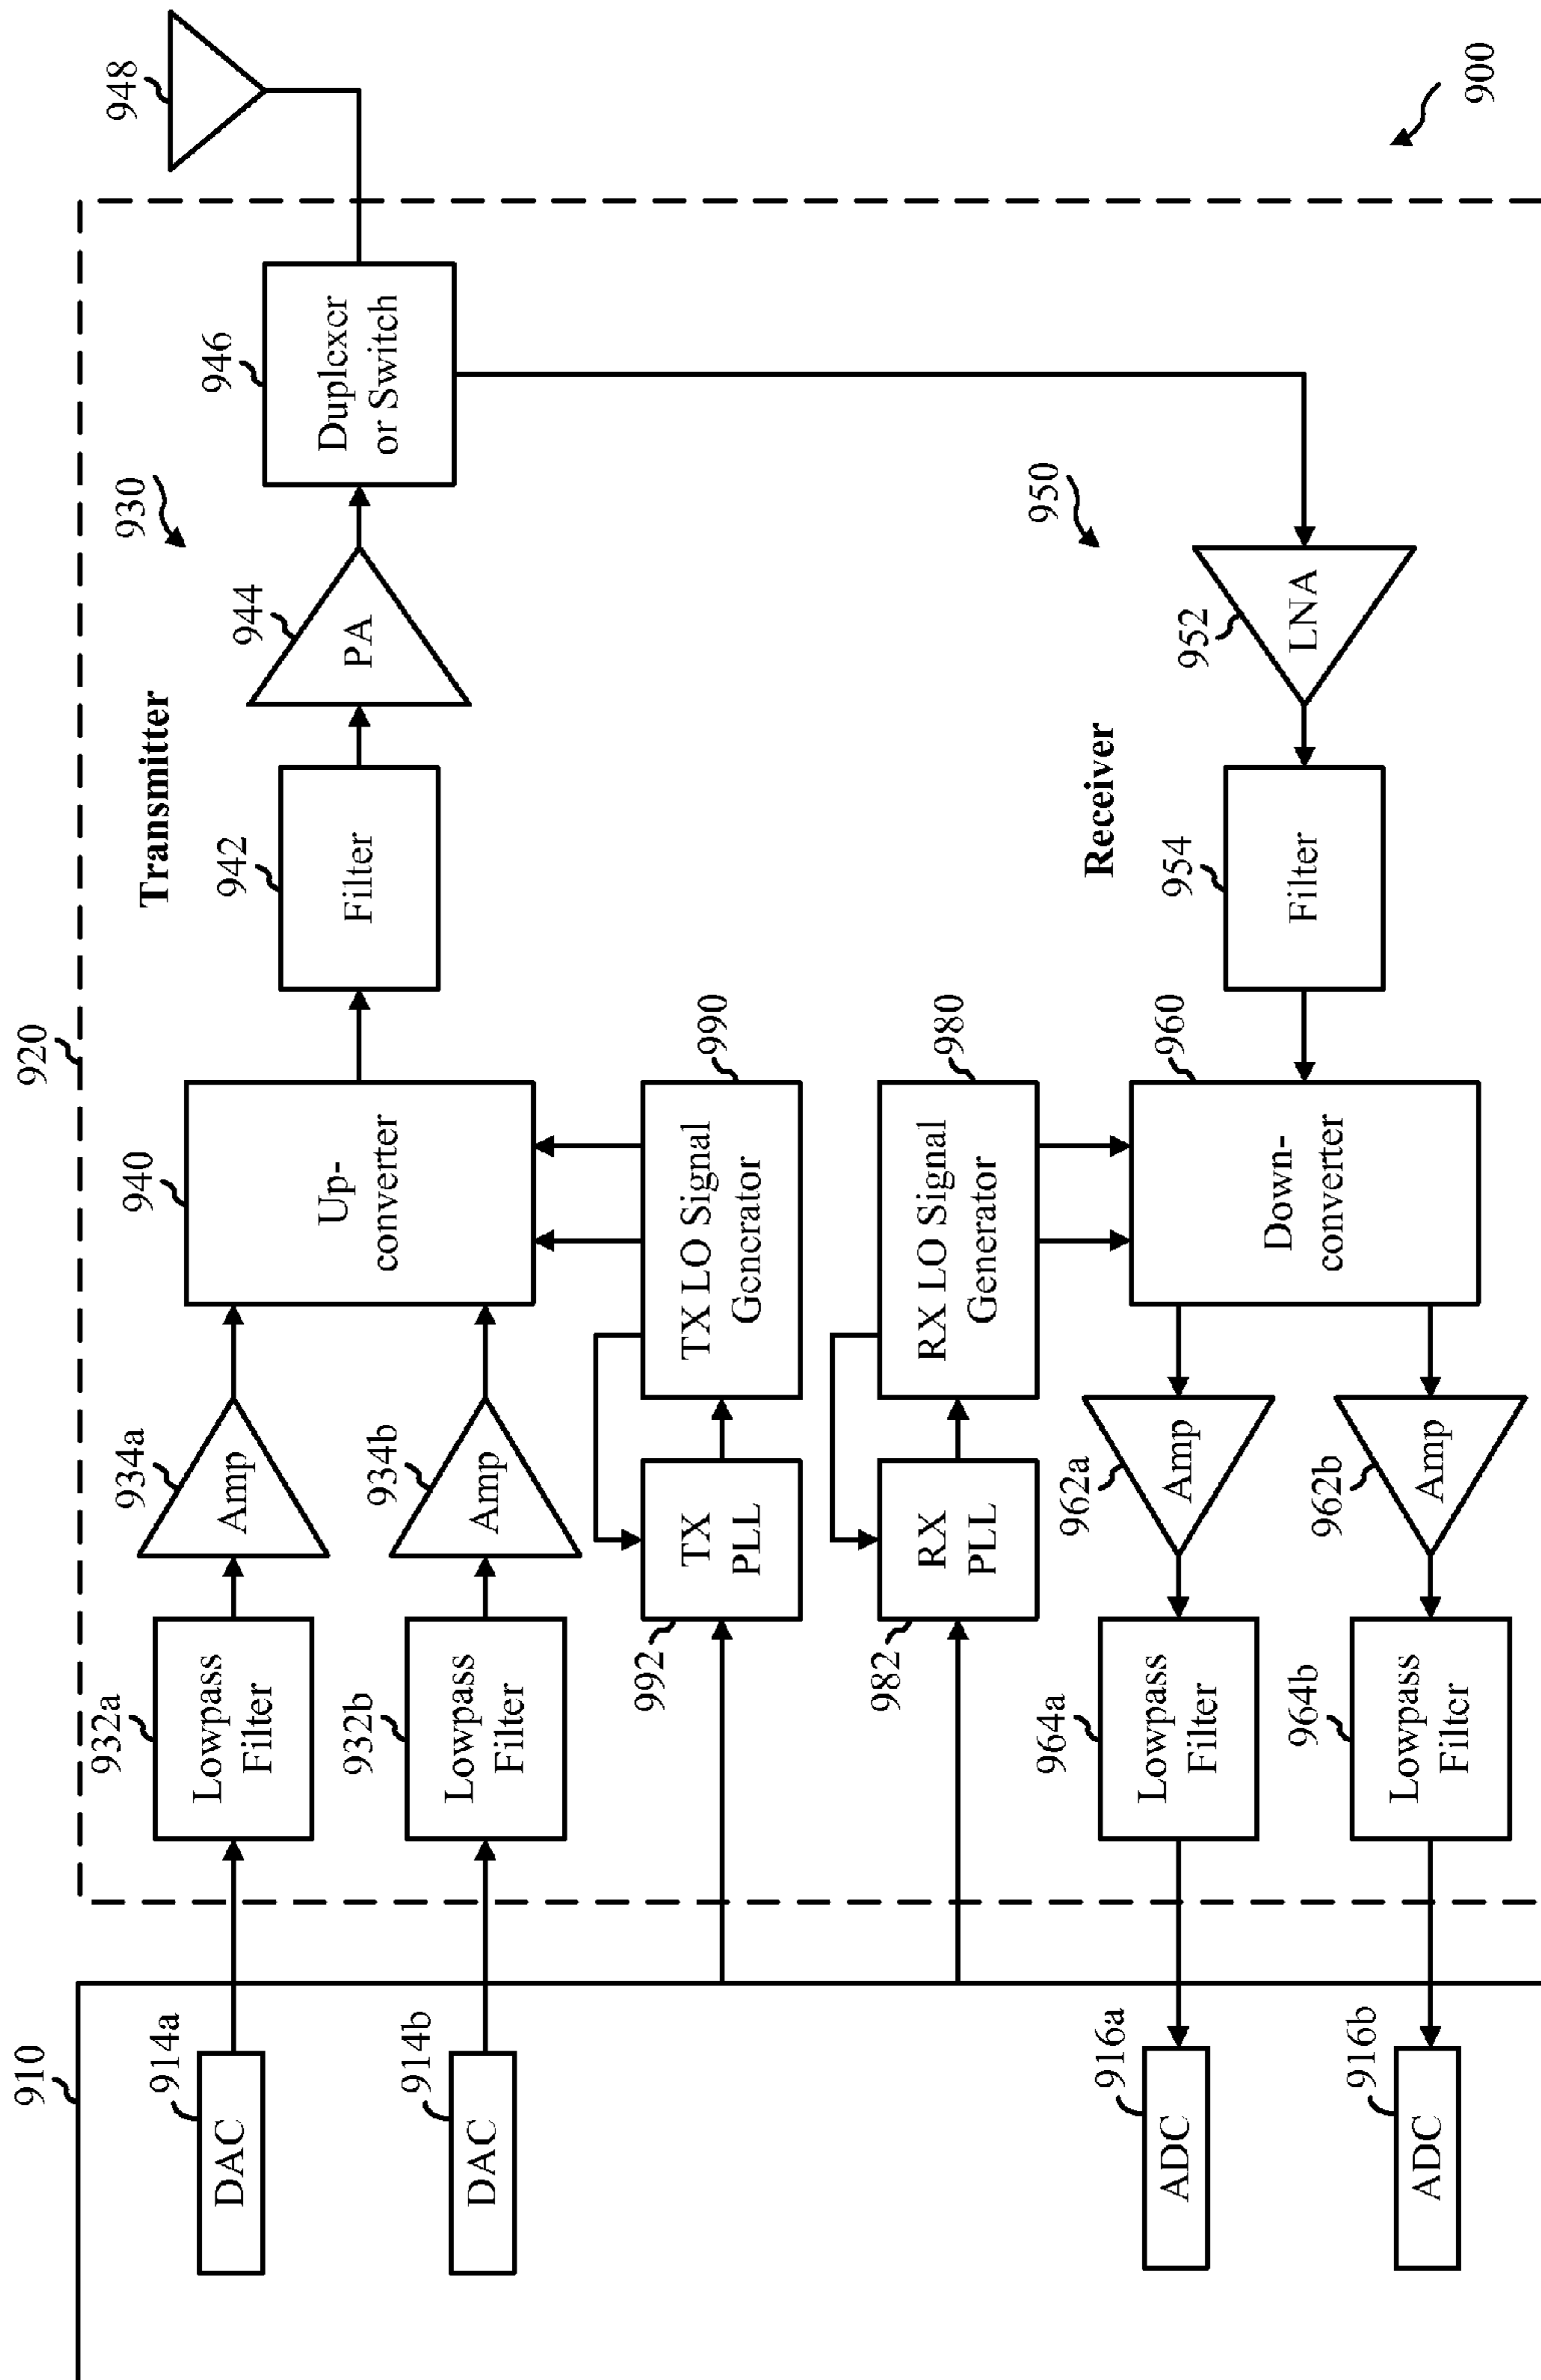 910
920
914a
DAC
932a
Lowpass
Filter
934a
Amp
940
Up-
converter
Transmitter
942
Filter
944
PA
930
946
Duplexer
or Switch
948
914b
DAC
932b
Lowpass
Filter
934b
Amp
992
TX
PLL
TX LO Signal
Generator
990
982
RX
PLL
RX LO Signal
Generator
980
916a
ADC
964a
Lowpass
Filter
962a
Amp
960
Down-
converter
Receiver
954
Filter
950
952
LNA
916b
ADC
964b
Lowpass
Filter
962b
Amp
900